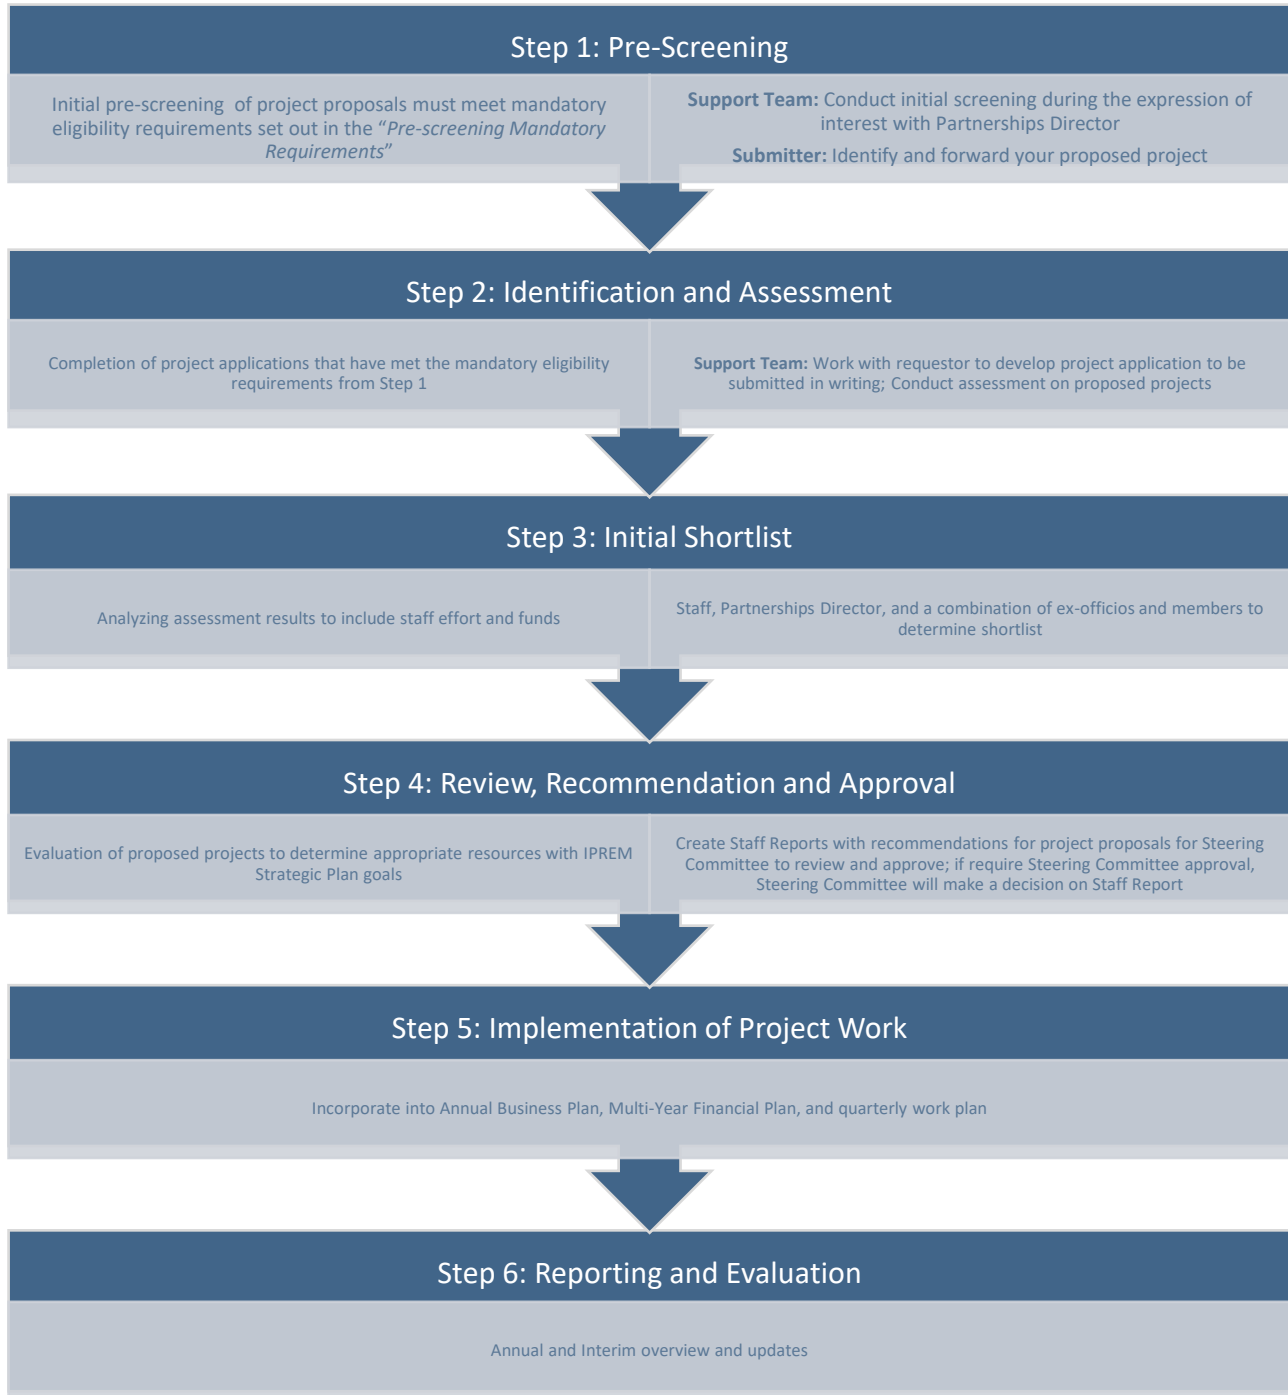 Step 1: Pre-Screening
Initial pre-screening of project proposals must meet mandatory
eligibility requirements set out in the “Pre-screening Mandatory
Requirements”
Support Team: Conduct initial screening during the expression of
interest with Partnerships Director
Submitter: Identify and forward your proposed project
Step 2: Identification and Assessment
Completion of project applications that have met the mandatory eligibility
requirements from Step 1
Support Team: Work with requestor to develop project application to be
submitted in writing; Conduct assessment on proposed projects
Step 3: Initial Shortlist
Analyzing assessment results to include staff effort and funds
Staff, Partnerships Director, and a combination of ex-officios and members to
determine shortlist
Step 4: Review, Recommendation and Approval
Evaluation of proposed projects to determine appropriate resources with IPREM
Strategic Plan goals
Create Staff Reports with recommendations for project proposals for Steering
Committee to review and approve; if require Steering Committee approval,
Steering Committee will make a decision on Staff Report
Step 5: Implementation of Project Work
Incorporate into Annual Business Plan, Multi-Year Financial Plan, and quarterly work plan
Step 6: Reporting and Evaluation
Annual and Interim overview and updates